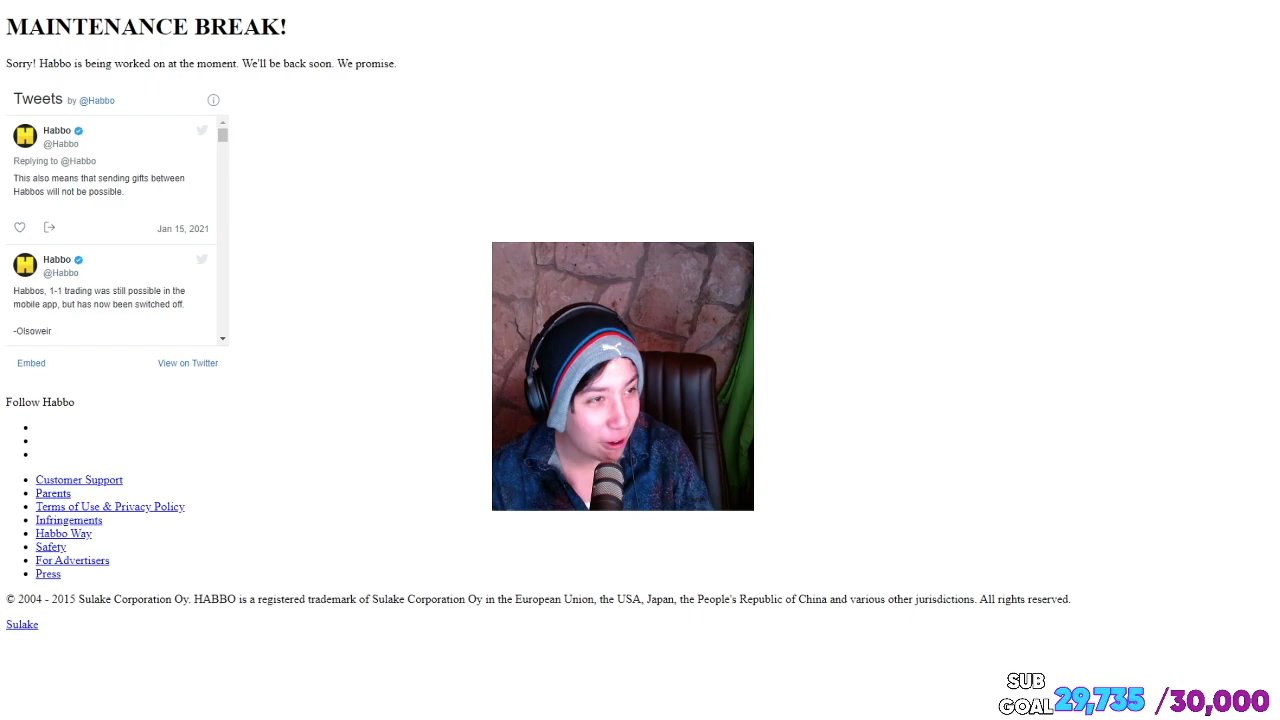 MAINTENANCE BREAK!
Sorry! Habbo is being worked on at the moment. We'll be back soon. We promise.
Tweets by @Habbo
Habbo
@Habbo
Replying to @Habbo
This also means that sending gifts between
Habbos will not be possible.
Jan 15, 2021
Habbo
@Habbo
Habbos, 1-1 trading was still possible in the
mobile app, but has now been switched off.
-Olsoweir
Embed View on Twitter
Follow Habbo
Customer Support
Parents
Terms of Use & Privacy Policy
Infringements
Habbo Way
Safety
For Advertisers
Press
© 2004 - 2015 Sulake Corporation Oy. HABBO is a registered trademark of Sulake Corporation Oy in the European Union, the USA, Japan, the People's Republic of China and various other jurisdictions. All rights reserved.
Sulake
SUB
GOAL 29,735 /30,000